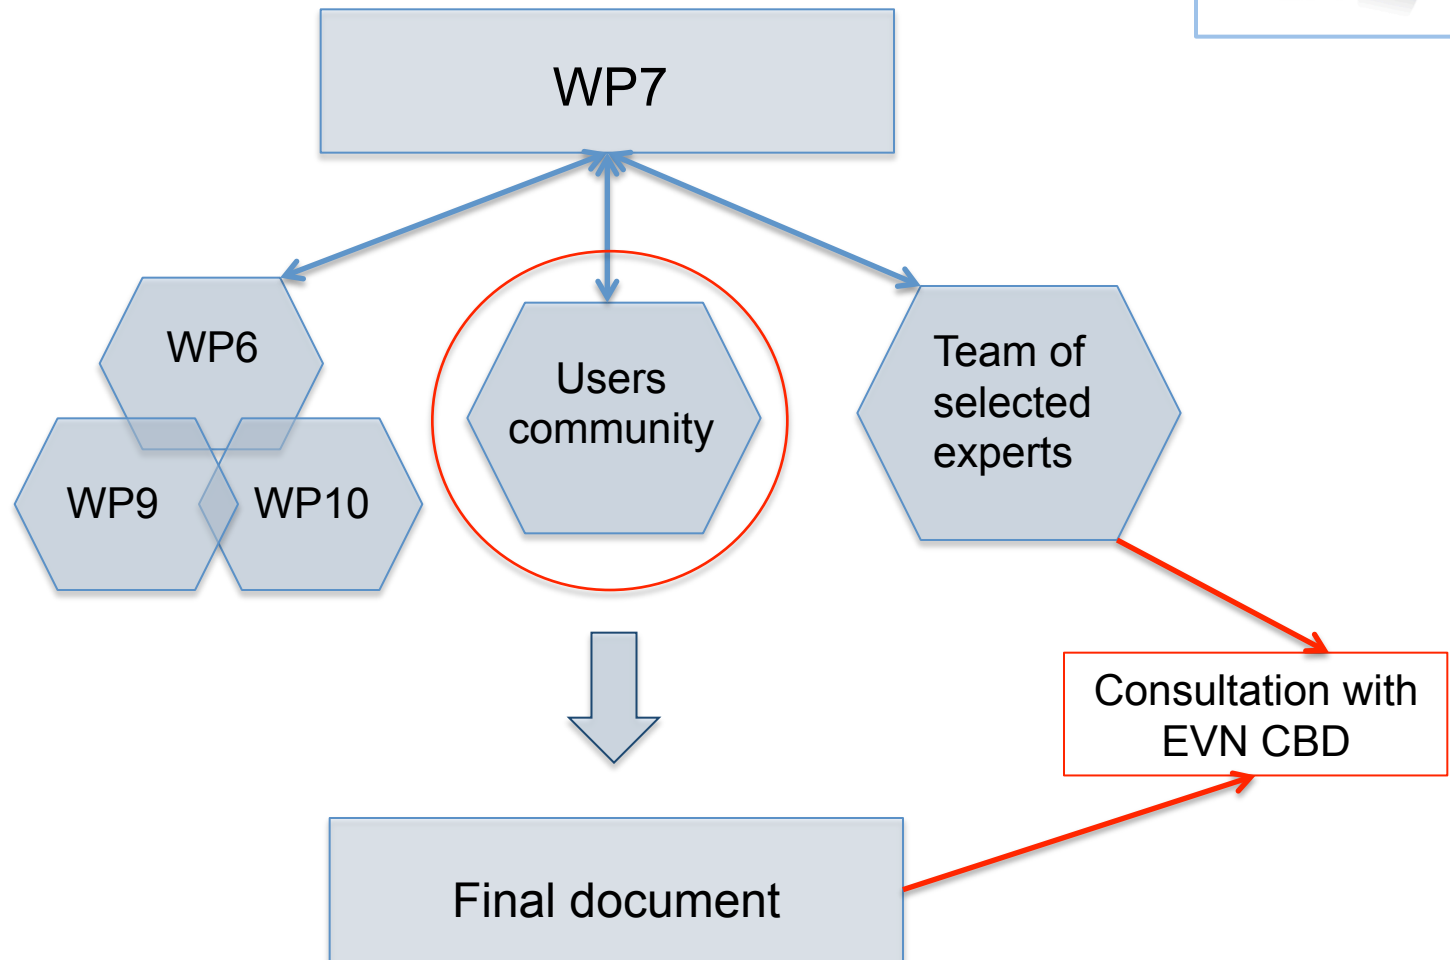 WP7
WP6
WP9
WP10
Users
community
Team of
selected
experts
Consultation with
EVN CBD
Final document